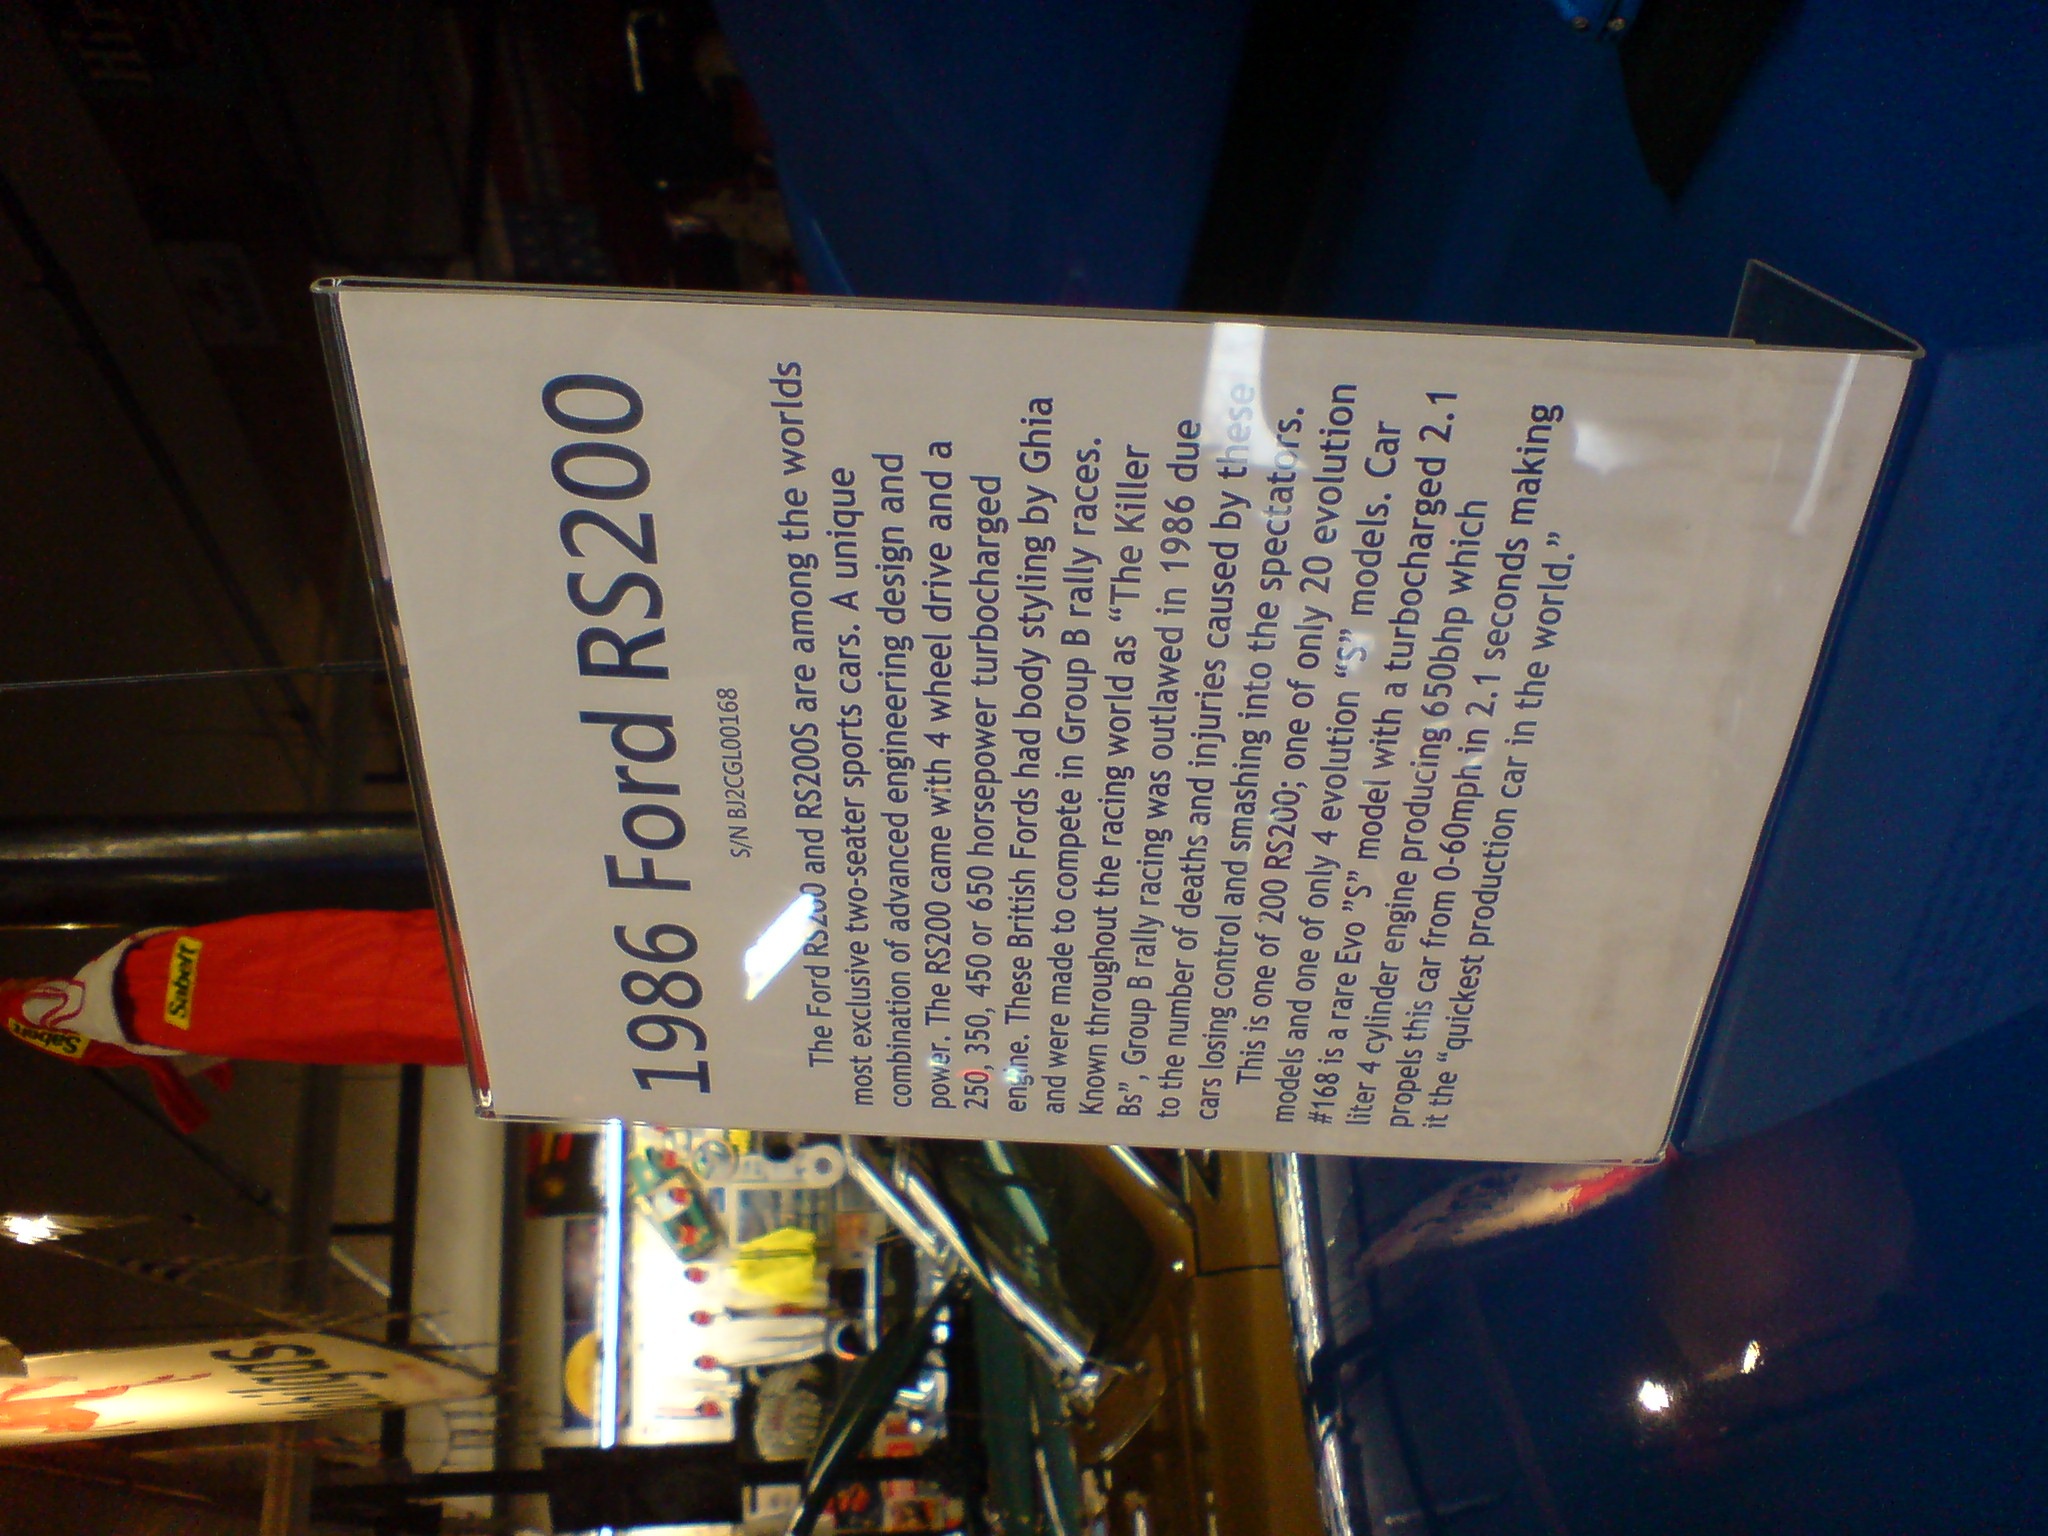 1986 Ford RS200
S/N BJ2CGL00168
The Ford RS200 and RS200S are among the worlds
most exclusive two-seater sports cars. A unique
combination of advanced engineering design and
power. The RS200 came with 4 wheel drive and a
250, 350, 450 or 650 horsepower turbocharged
engine. These British Fords had body styling by Ghia
and were made to compete in Group B rally races.
Known throughout the racing world as “The Killer
Bs”, Group B rally racing was outlawed in 1986 due
to the number of deaths and injuries caused by these
cars losing control and smashing into the spectators.
This is one of 200 RS200; one of only 20 evolution
models and one of only 4 evolution “S” models. Car
#168 is a rare Evo ”S” model with a turbocharged 2.1
liter 4 cylinder engine producing 650bhp which
propels this car from 0-60mph in 2.1 seconds making
it the “quickest production car in the world.”
Sabelt
Sabelt